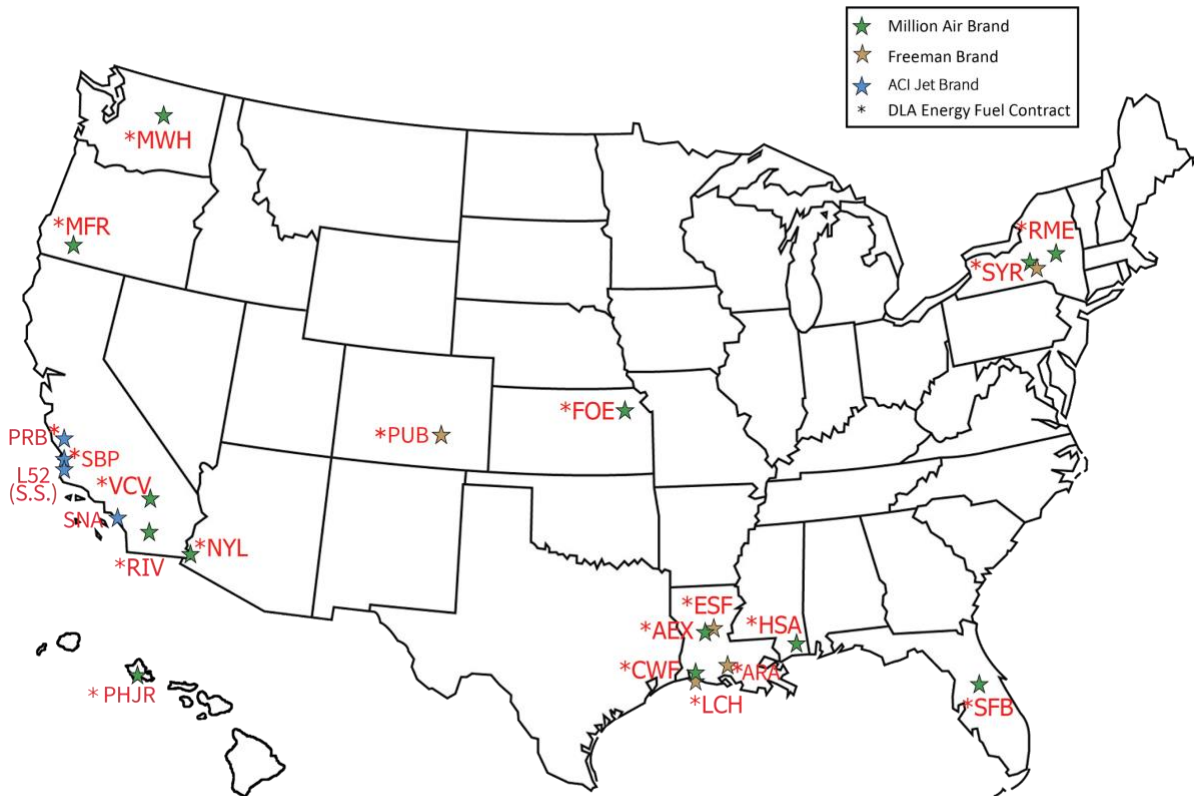 Million Air Brand
Freeman Brand
ACI Jet Brand
* DLA Energy Fuel Contract
*MWH
*MFR
*RME
*SYR
*FOE
PRB*
*PUB
*SBP
L52
(S.S.)
*VCV
SNA
*NYL
*RIV
*ESF
*AEX
*HSA
*CWF
*ARA
*LCH
*PHJR
*SFB